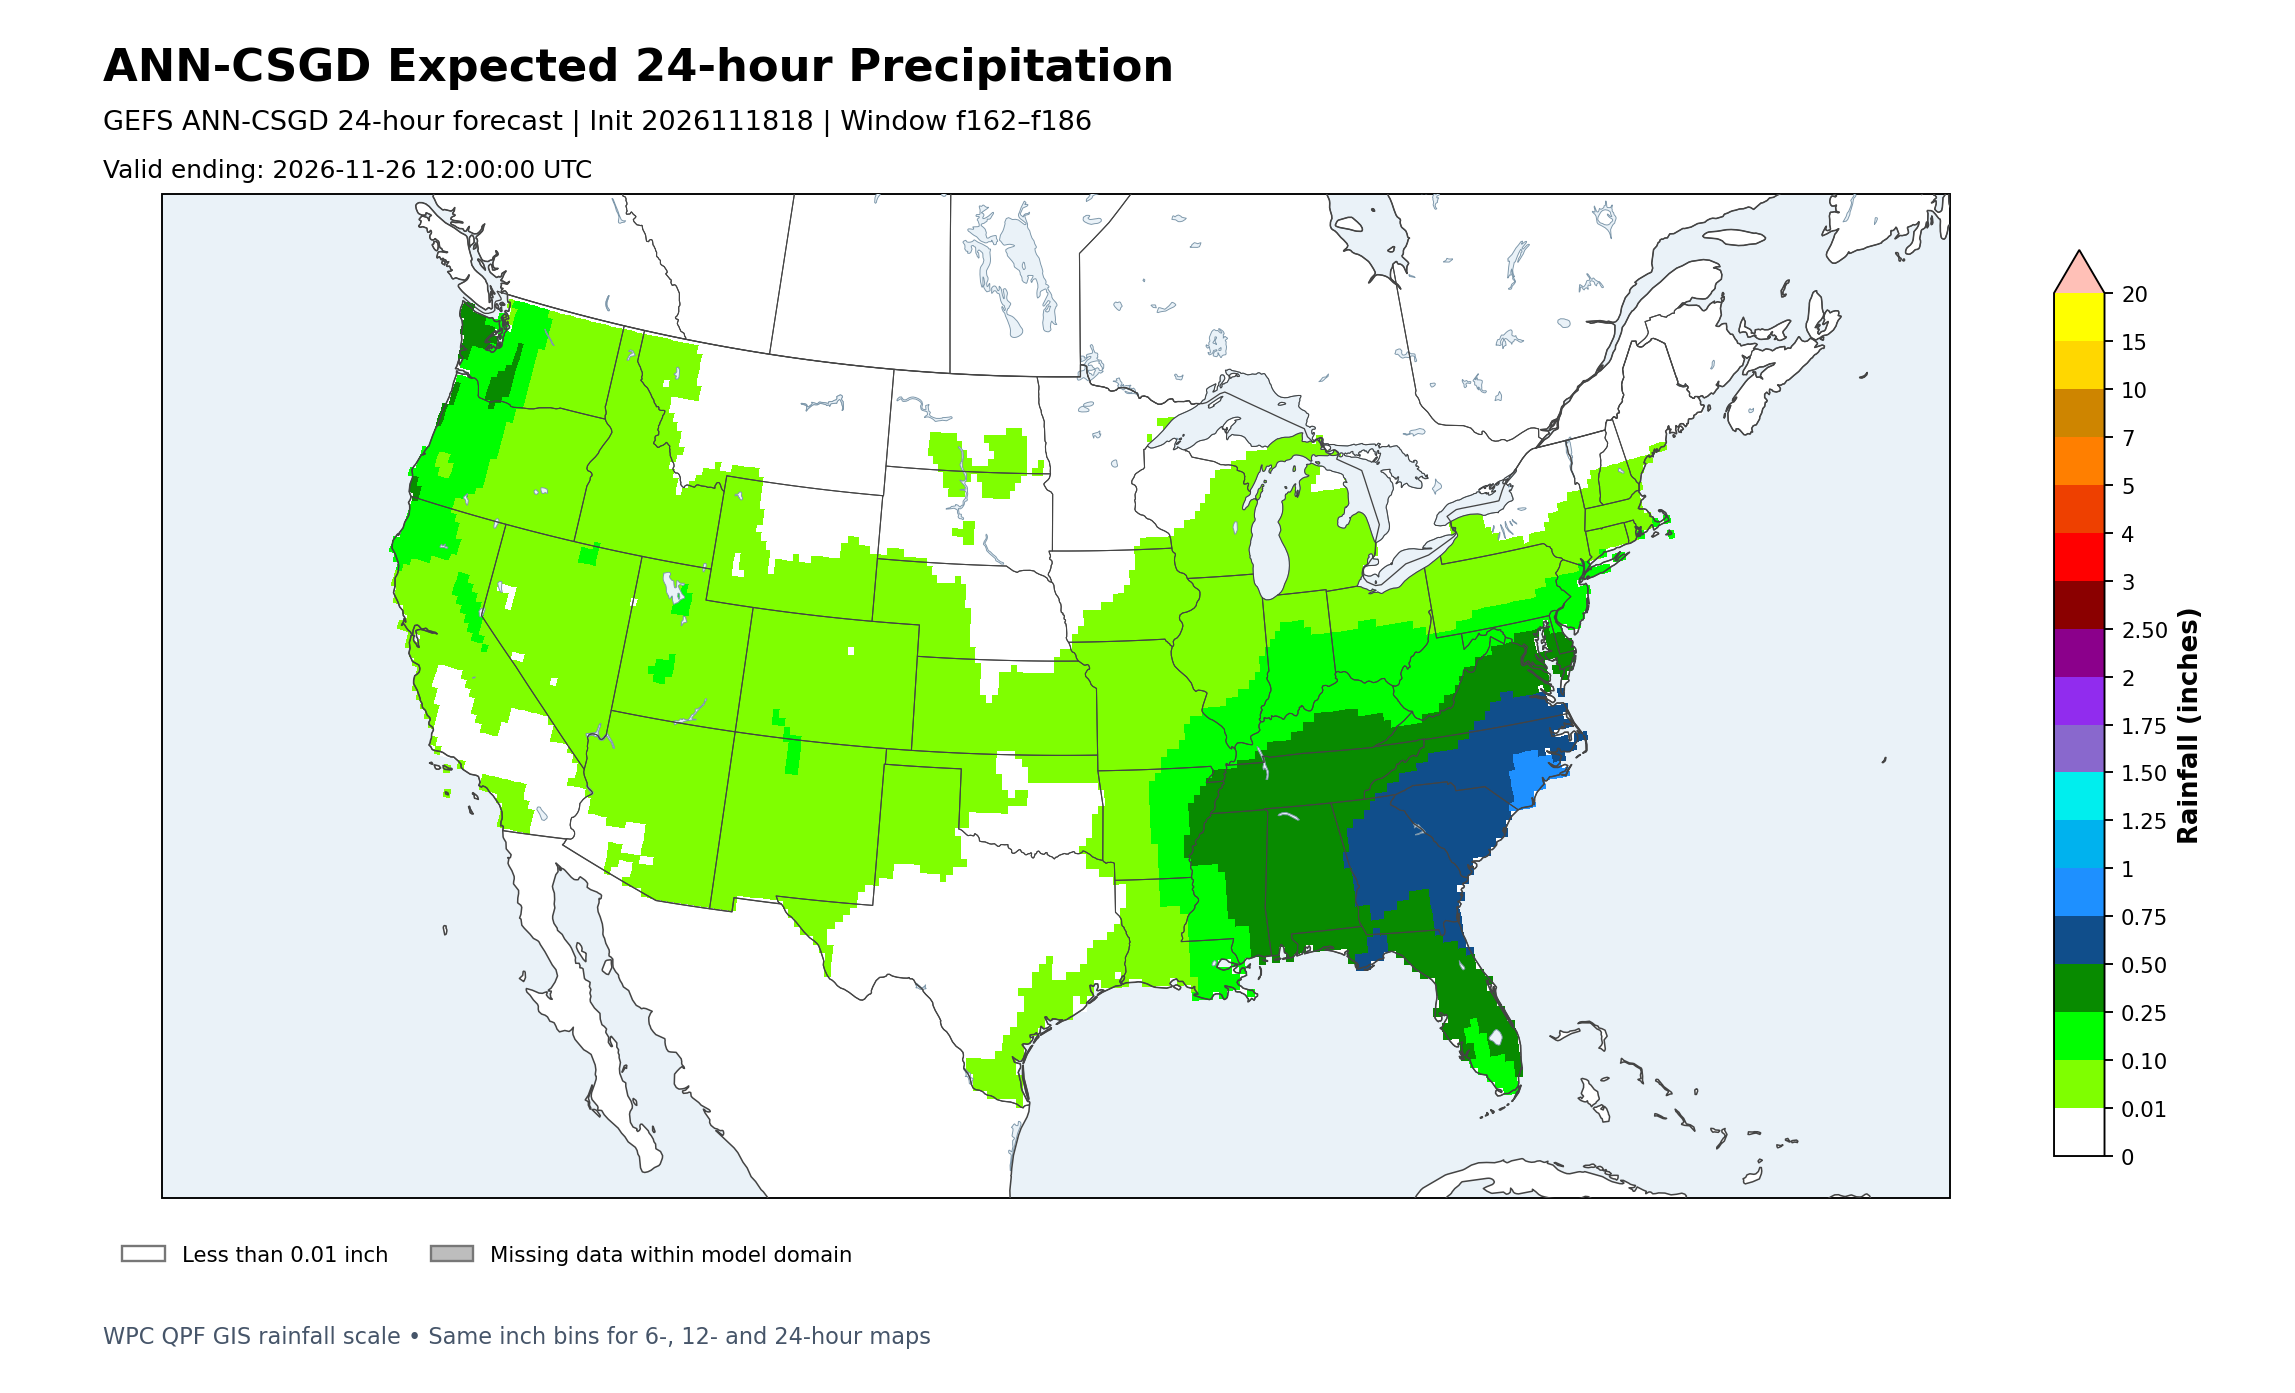 ANN-CSGD Expected 24-hour Precipitation
GEFS ANN-CSGD 24-hour forecast | Init 2026111818 | Window f162–f186
Valid ending: 2026-11-26 12:00:00 UTC
20
15
10
7
5
4
3
2.50
2
1.75
1.50
1.25
1
0.75
0.50
0.25
0.10
0.01
0
Rainfall (inches)
Less than 0.01 inch
Missing data within model domain
WPC QPF GIS rainfall scale • Same inch bins for 6-, 12- and 24-hour maps